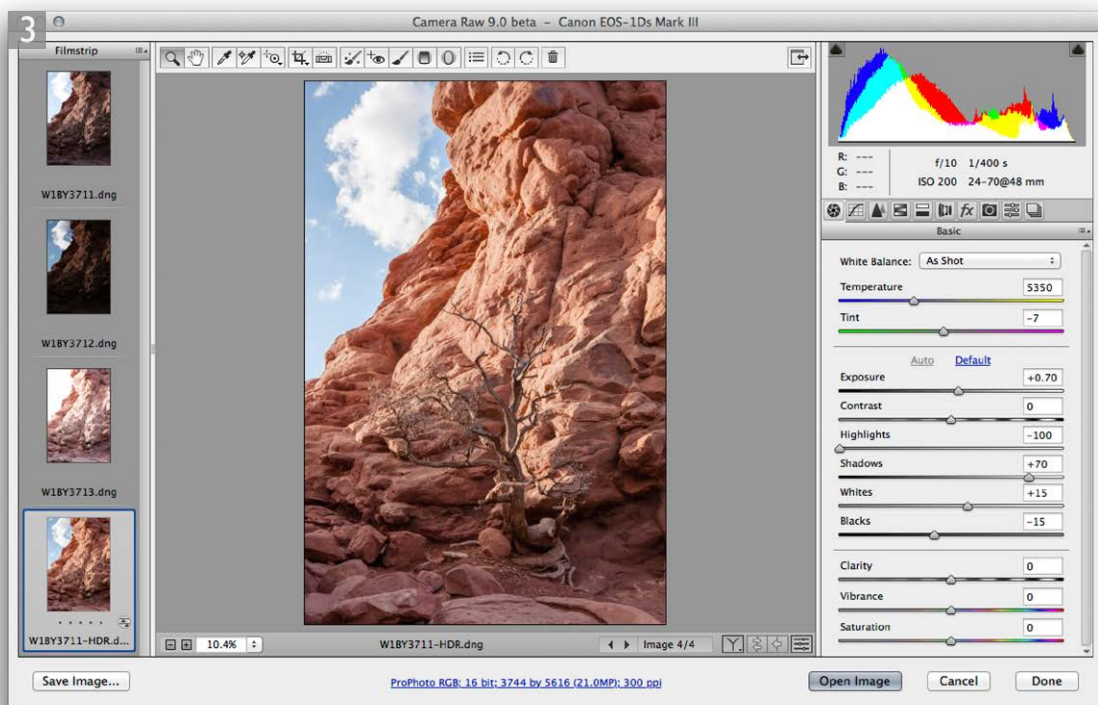 3
Camera Raw 9.0 beta - Canon EOS-1Ds Mark III
Filmstrip
W1BY3711.dng
W1BY3712.dng
W1BY3713.dng
W1BY3711-HDR.d...
10.4%
W1BY3711-HDR.dng
Image 4/4
R: ---
G: ---
B: ---
f/10 1/400 s
ISO 200 24-70@48 mm
fx
Basic
White Balance: As Shot
Temperature 5350
Tint -7
Auto Default
Exposure +0.70
Contrast 0
Highlights -100
Shadows +70
Whites +15
Blacks -15
Clarity 0
Vibrance 0
Saturation 0
Save Image...
ProPhoto RGB; 16 bit; 3744 by 5616 (21.0MP); 300 ppi
Open Image
Cancel
Done